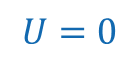 U = 0